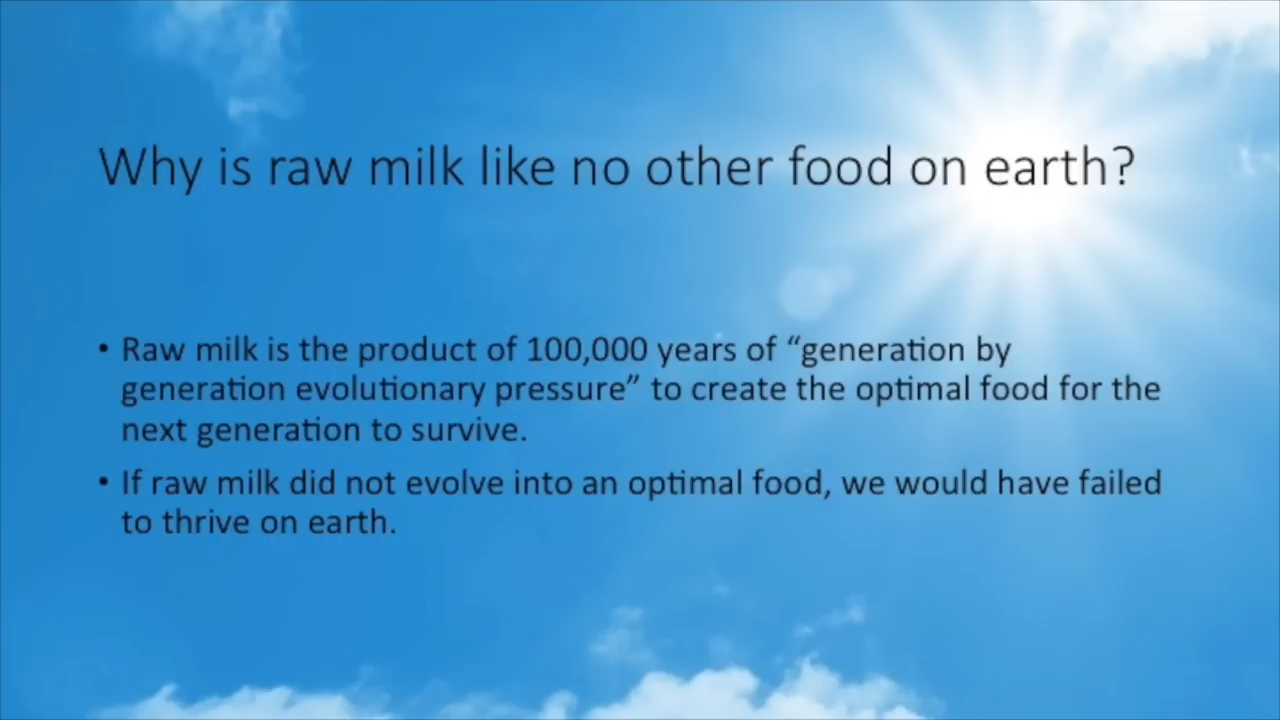 Why is raw milk like no other food on earth?
• Raw milk is the product of 100,000 years of “generation by
generation evolutionary pressure” to create the optimal food for the
next generation to survive.
• If raw milk did not evolve into an optimal food, we would have failed
to thrive on earth.